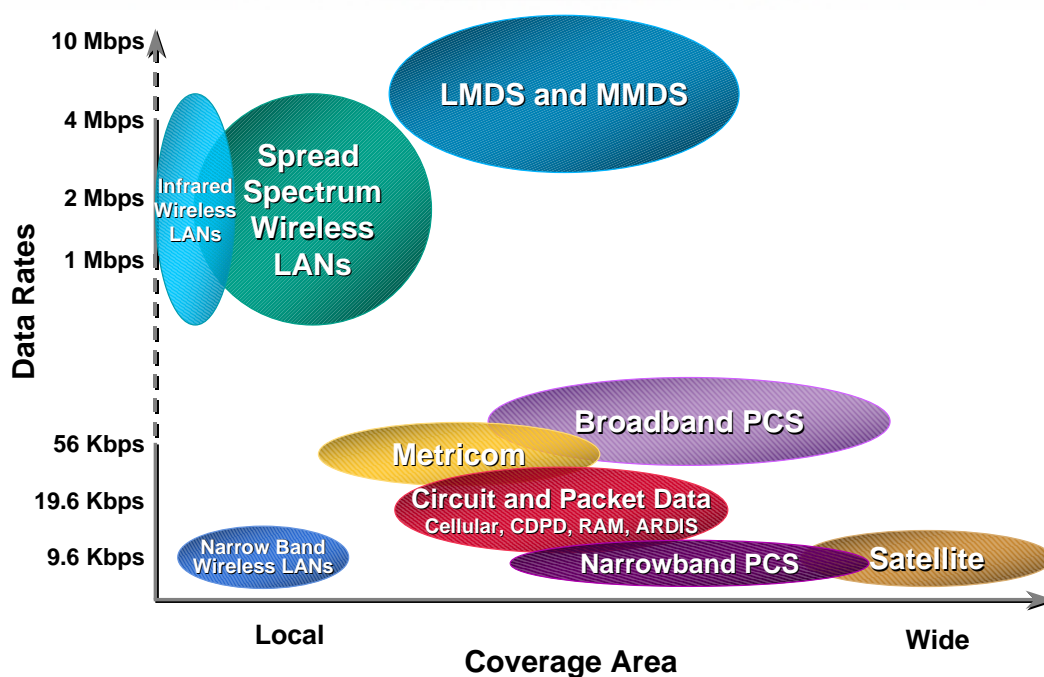 10 Mbps
LMDS and MMDS
4 Mbps
Spread
Spectrum
Wireless
LANs
Infrared
Wireless
LANs
2 Mbps
1 Mbps
Data Rates
Broadband PCS
56 Kbps
Metricom
19.6 Kbps
Circuit and Packet Data
Cellular, CDPD, RAM, ARDIS
9.6 Kbps
Narrow Band
Wireless LANs
Narrowband PCS
Satellite
Local
Wide
Coverage Area